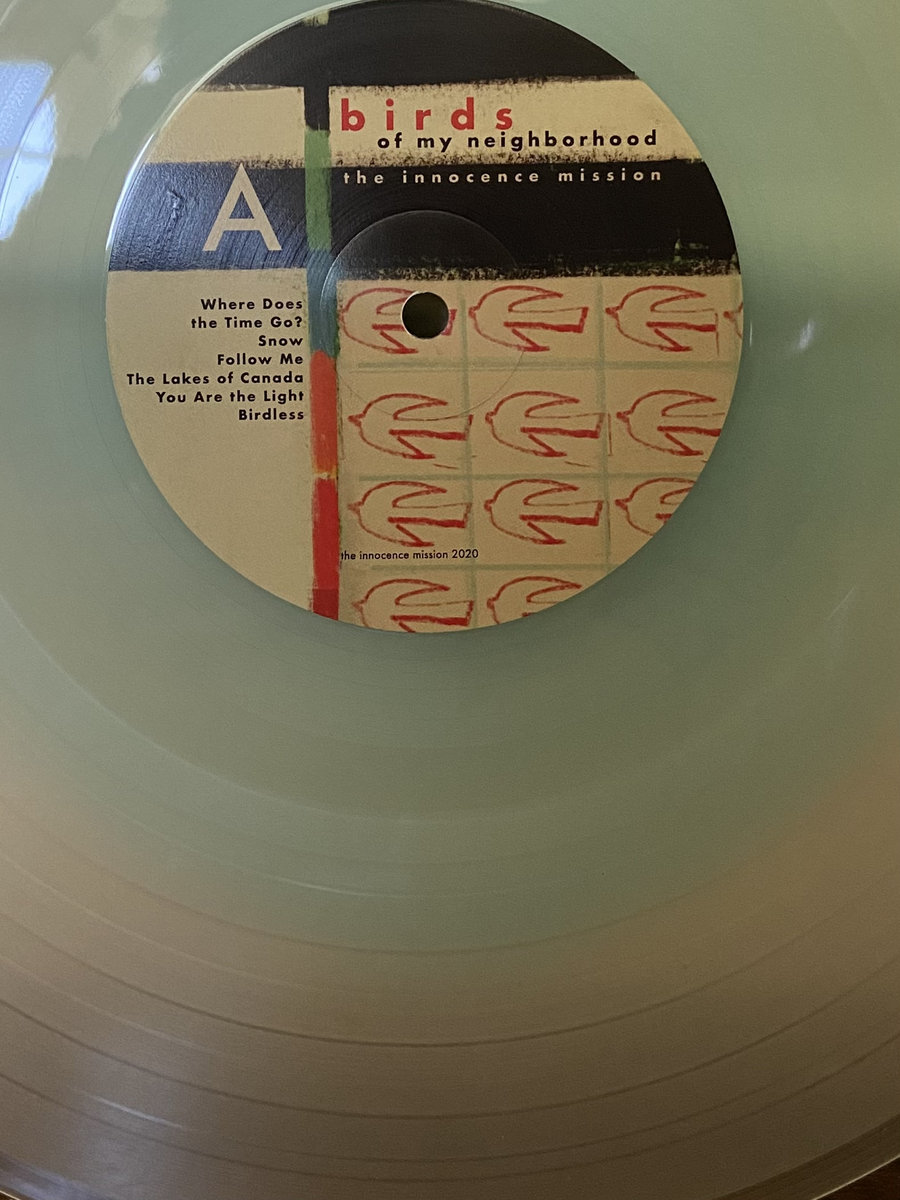 birds
of my neighborhood
the innocence mission
A
Where Does
the Time Go?
Snow
Follow Me
The Lakes of Canada
You Are the Light
Birdless
the innocence mission 2020